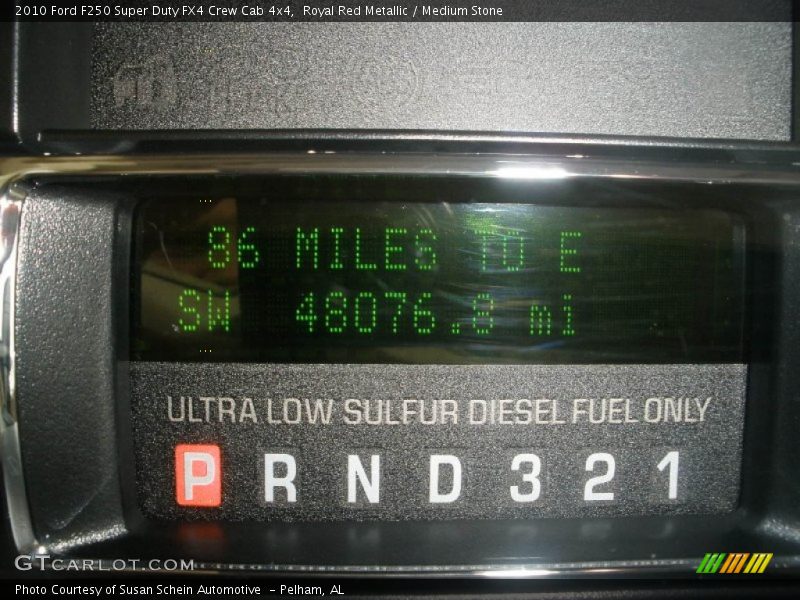 2010 Ford F250 Super Duty FX4 Crew Cab 4x4,  Royal Red Metallic / Medium Stone
86 MILES TO E
SW 48076.8 mi
ULTRA LOW SULFUR DIESEL FUEL ONLY
P R N D 3 2 1
GTCARLOT.COM
Photo Courtesy of Susan Schein Automotive  - Pelham, AL